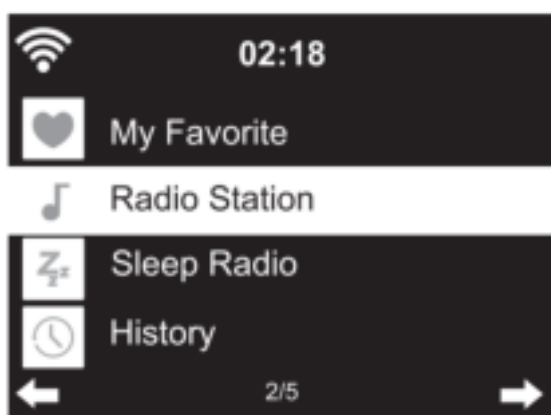 02:18
My Favorite
Radio Station
Sleep Radio
History
2/5